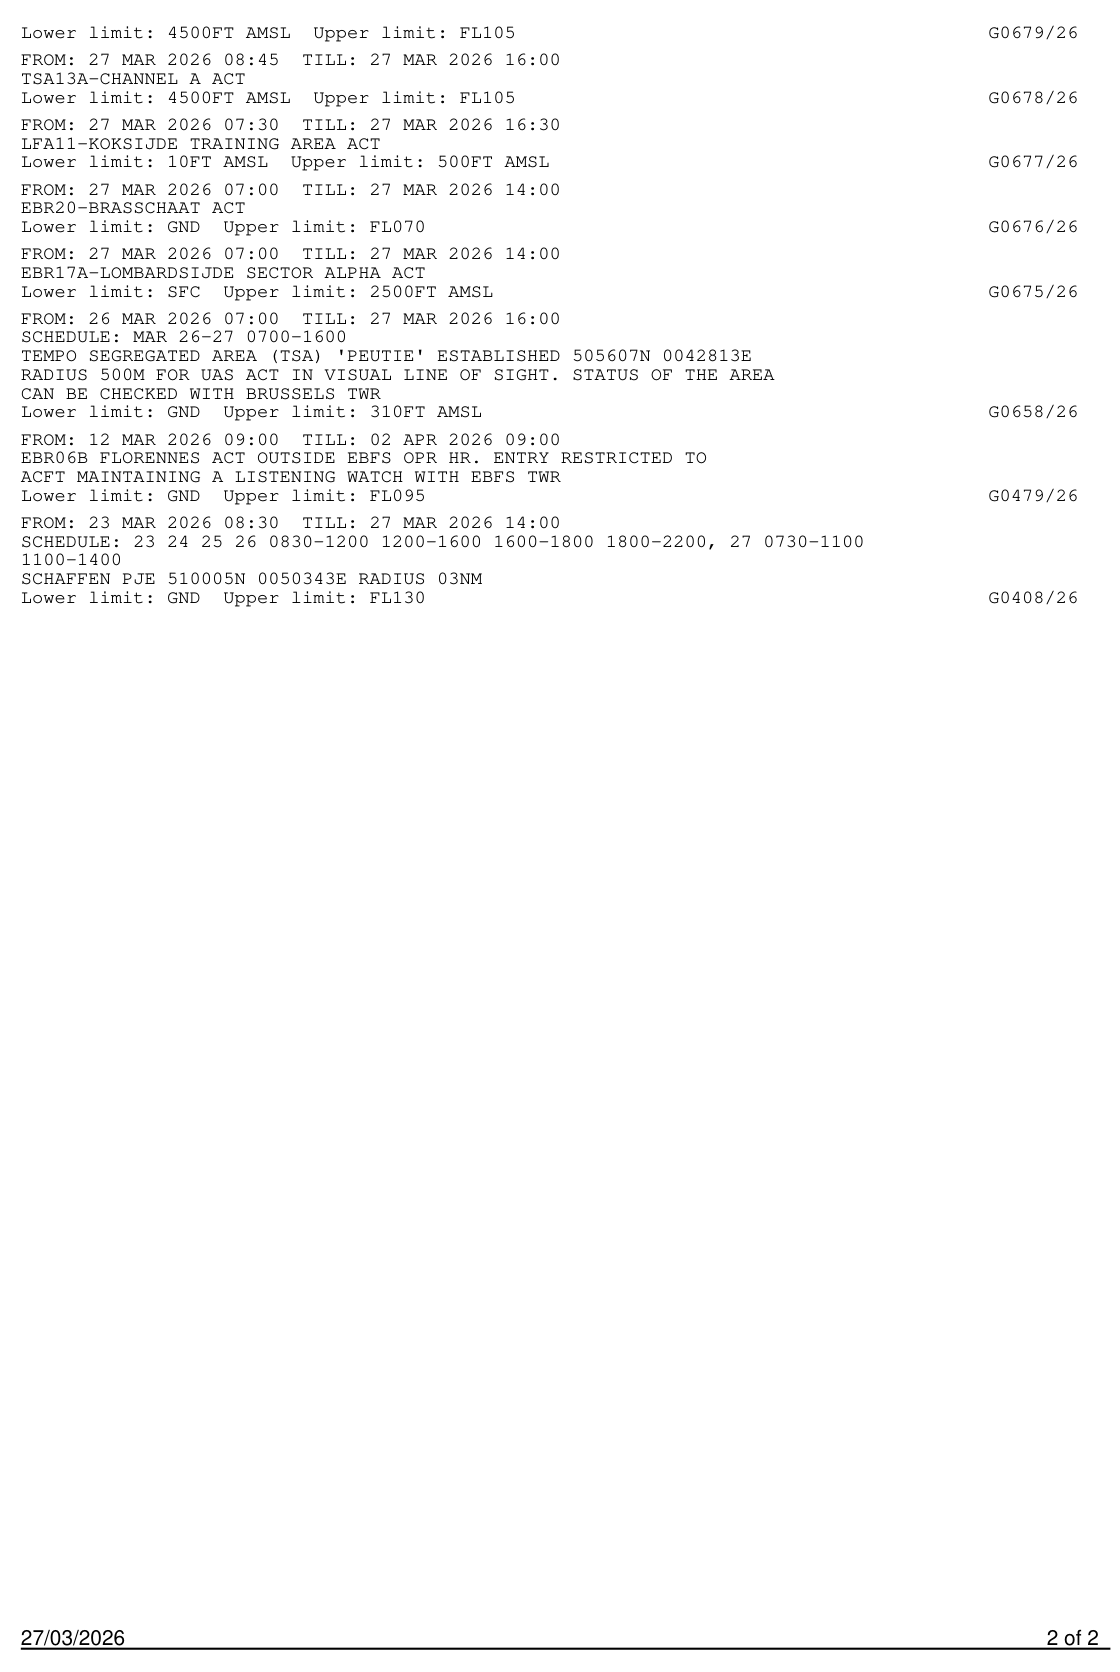 Lower limit: 4500FT AMSL  Upper limit: FL105 G0679/26
FROM: 27 MAR 2026 08:45  TILL: 27 MAR 2026 16:00
TSA13A-CHANNEL A ACT
Lower limit: 4500FT AMSL  Upper limit: FL105 G0678/26
FROM: 27 MAR 2026 07:30  TILL: 27 MAR 2026 16:30
LFA11-KOKSIJDE TRAINING AREA ACT
Lower limit: 10FT AMSL  Upper limit: 500FT AMSL G0677/26
FROM: 27 MAR 2026 07:00  TILL: 27 MAR 2026 14:00
EBR20-BRASSCHAAT ACT
Lower limit: GND  Upper limit: FL070 G0676/26
FROM: 27 MAR 2026 07:00  TILL: 27 MAR 2026 14:00
EBR17A-LOMBARDSIJDE SECTOR ALPHA ACT
Lower limit: SFC  Upper limit: 2500FT AMSL G0675/26
FROM: 26 MAR 2026 07:00  TILL: 27 MAR 2026 16:00
SCHEDULE: MAR 26-27 0700-1600
TEMPO SEGREGATED AREA (TSA) 'PEUTIE' ESTABLISHED 505607N 0042813E
RADIUS 500M FOR UAS ACT IN VISUAL LINE OF SIGHT. STATUS OF THE AREA
CAN BE CHECKED WITH BRUSSELS TWR
Lower limit: GND  Upper limit: 310FT AMSL G0658/26
FROM: 12 MAR 2026 09:00  TILL: 02 APR 2026 09:00
EBR06B FLORENNES ACT OUTSIDE EBFS OPR HR. ENTRY RESTRICTED TO
ACFT MAINTAINING A LISTENING WATCH WITH EBFS TWR
Lower limit: GND  Upper limit: FL095 G0479/26
FROM: 23 MAR 2026 08:30  TILL: 27 MAR 2026 14:00
SCHEDULE: 23 24 25 26 0830-1200 1200-1600 1600-1800 1800-2200, 27 0730-1100
1100-1400
SCHAFFEN PJE 510005N 0050343E RADIUS 03NM
Lower limit: GND  Upper limit: FL130 G0408/26
27/03/2026 2 of 2